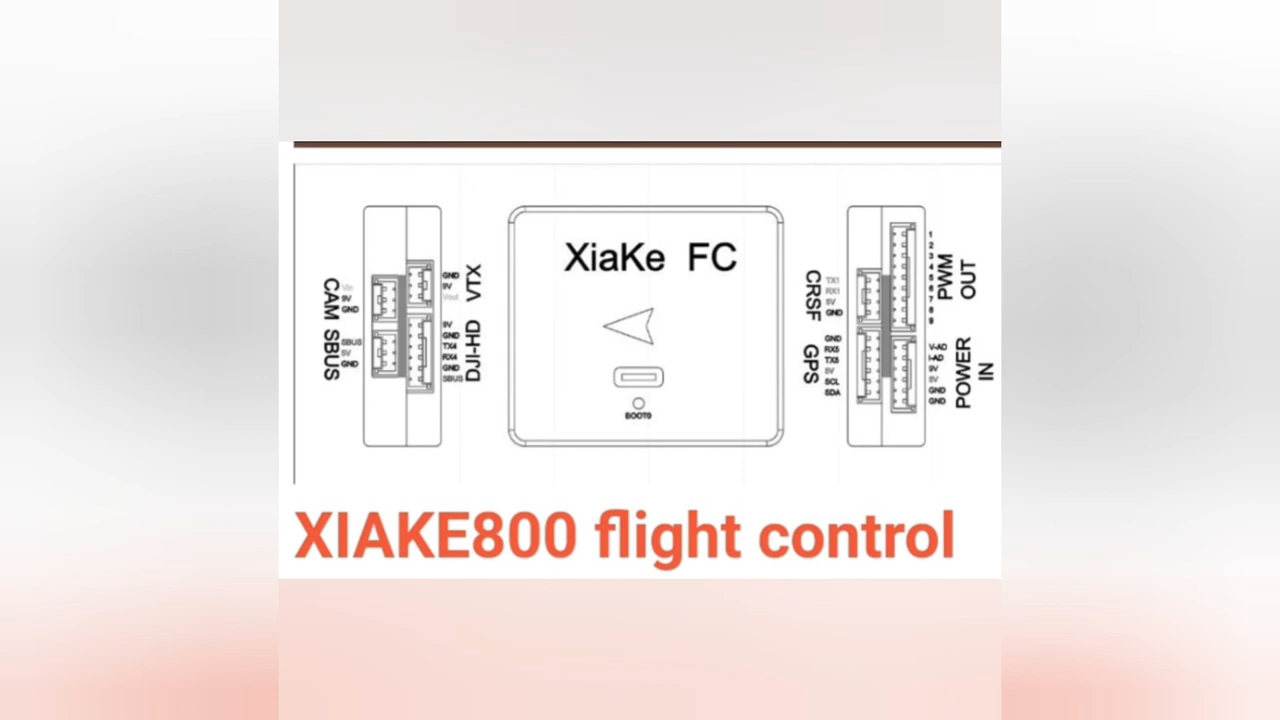 XiaKe FC
BOOT0
CAM
Vin
9V
GND
SBUS
SBUS
5V
GND
VTX
GND
9V
Vout
DJI-HD
9V
GND
TX4
RX4
GND
SBUS
CRSF
TX1
RX1
5V
GND
GPS
GND
RX5
TX5
5V
SCL
SDA
PWM
OUT
1
2
3
4
5
6
7
8
9
POWER
IN
V-AD
I-AD
9V
5V
GND
GND
XIAKE800 flight control